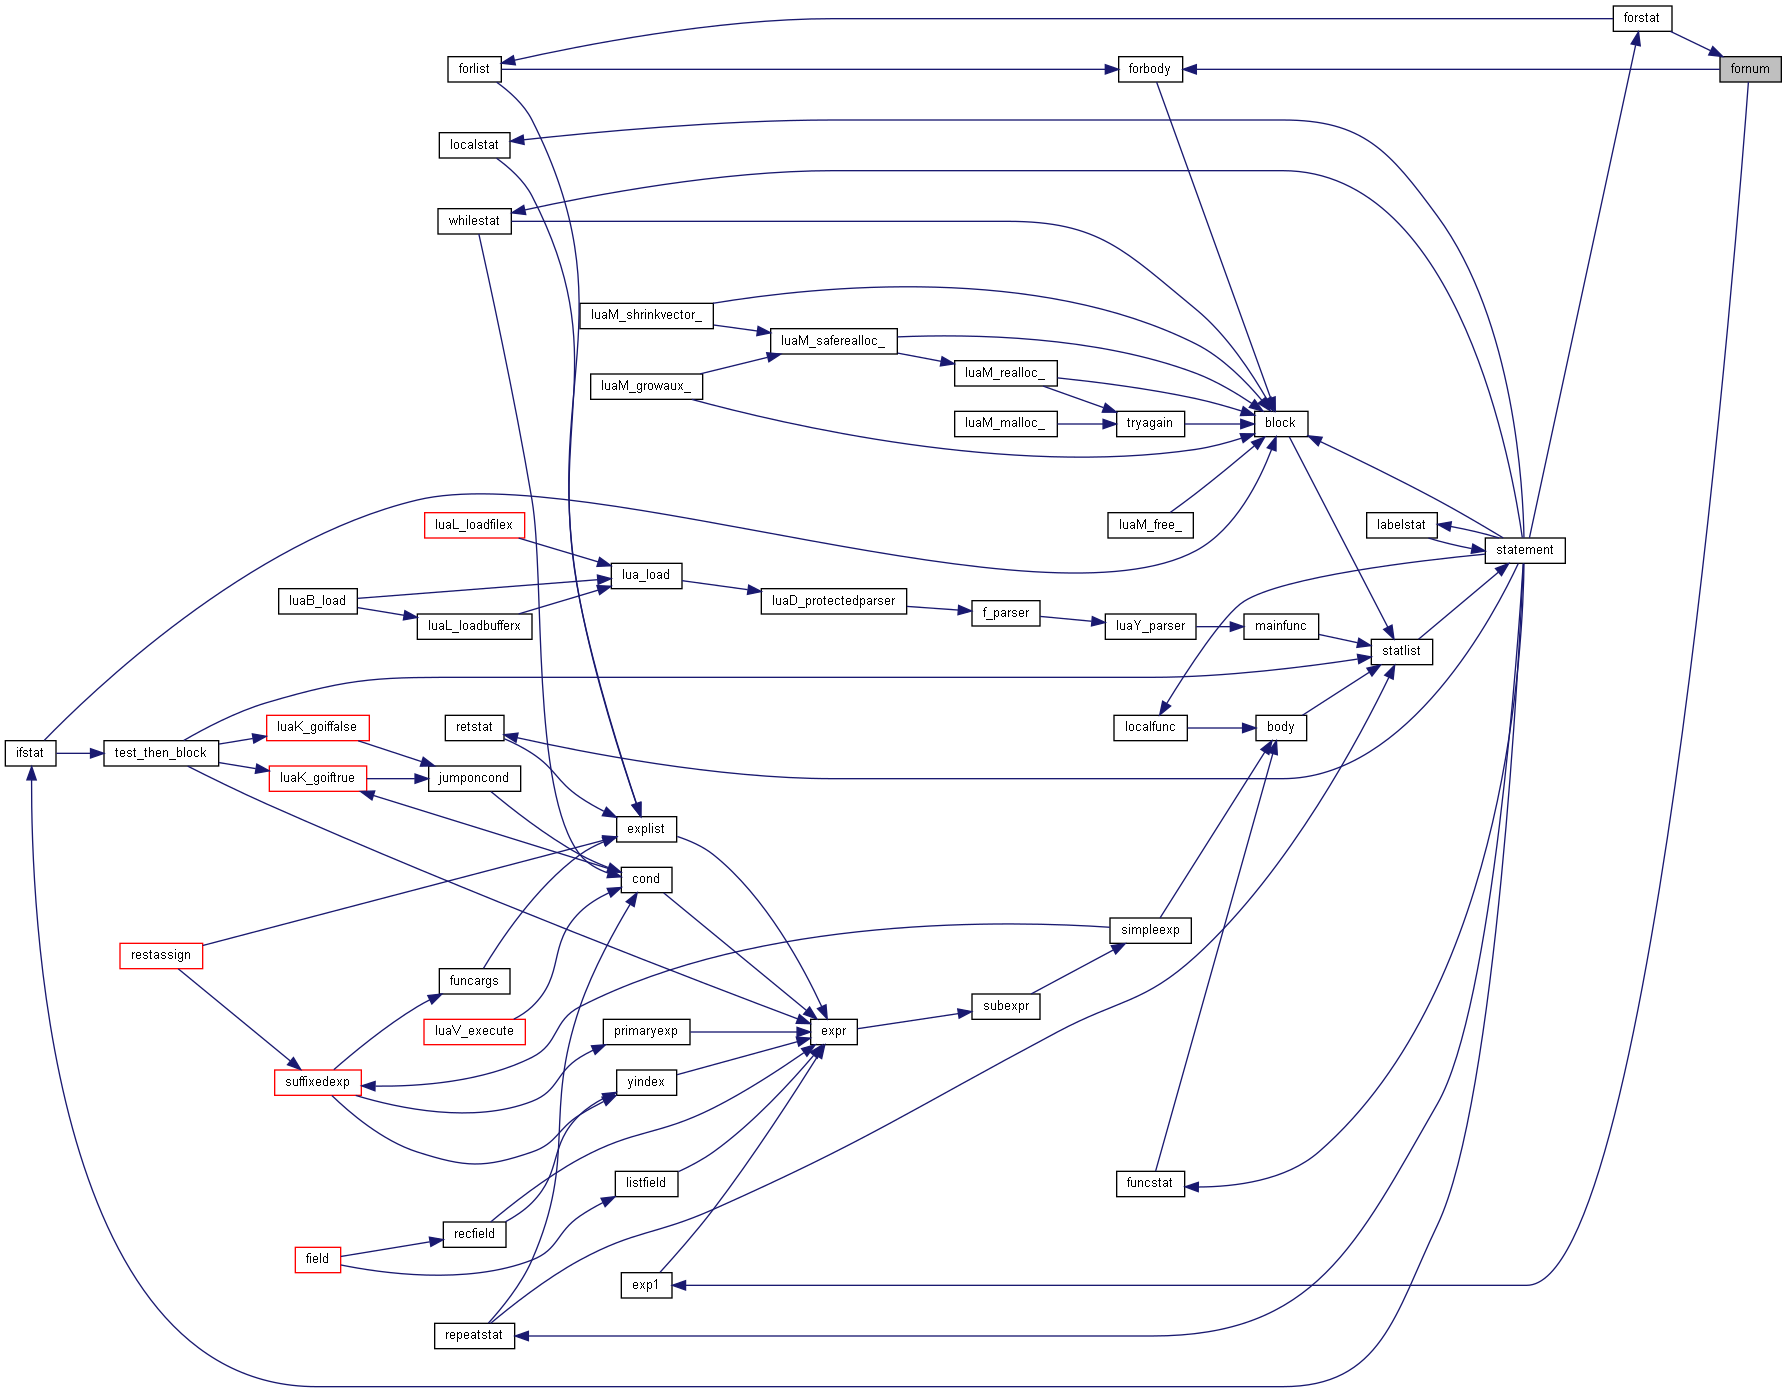 forstat
forlist
forbody
fornum
localstat
whilestat
luaM_shrinkvector_
luaM_saferealloc_
luaM_realloc_
luaM_growaux_
luaM_malloc_
tryagain
block
luaL_loadfilex
luaM_free_
labelstat
statement
lua_load
luaB_load
luaD_protectedparser
f_parser
luaL_loadbufferx
luaY_parser
mainfunc
statlist
luaK_goiffalse
retstat
localfunc
body
ifstat
test_then_block
luaK_goiftrue
jumponcond
explist
cond
simpleexp
restassign
funcargs
subexpr
luaV_execute
primaryexp
expr
suffixedexp
yindex
listfield
funcstat
recfield
field
exp1
repeatstat